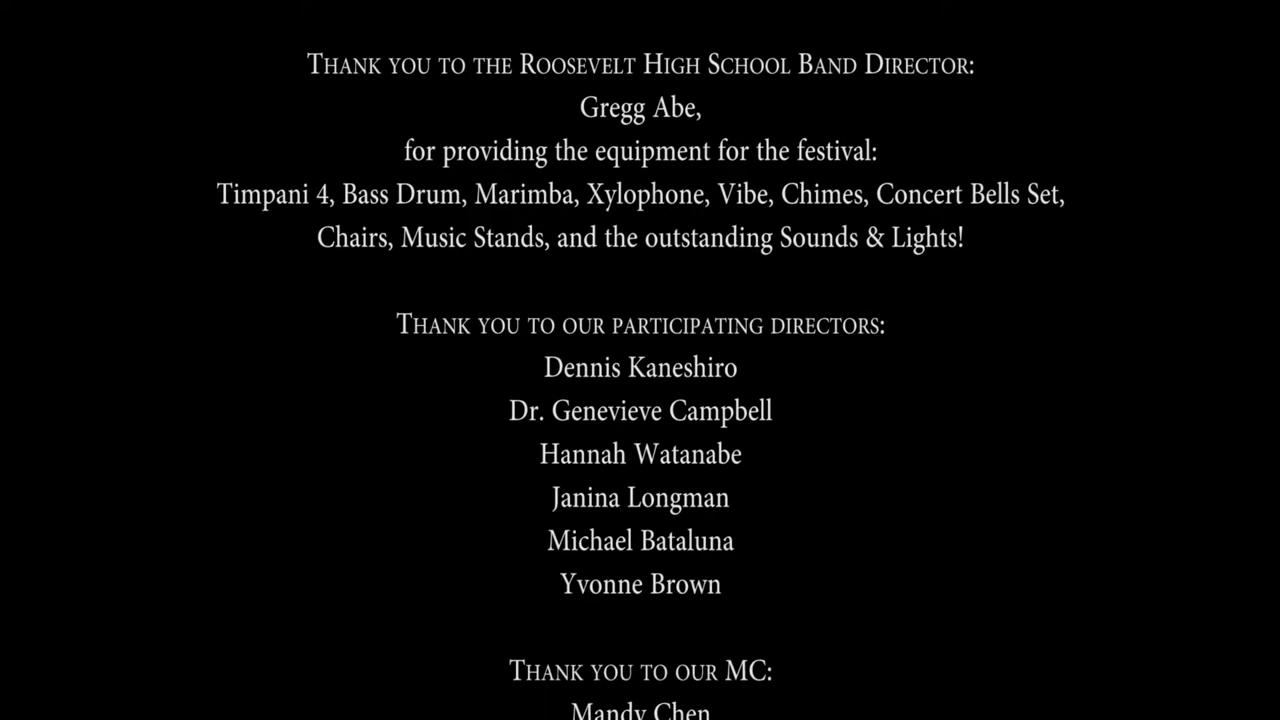 Thank you to the Roosevelt High School Band Director:
Gregg Abe,
for providing the equipment for the festival:
Timpani 4, Bass Drum, Marimba, Xylophone, Vibe, Chimes, Concert Bells Set,
Chairs, Music Stands, and the outstanding Sounds & Lights!
Thank you to our participating directors:
Dennis Kaneshiro
Dr. Genevieve Campbell
Hannah Watanabe
Janina Longman
Michael Bataluna
Yvonne Brown
Thank you to our MC:
Mandy Chen